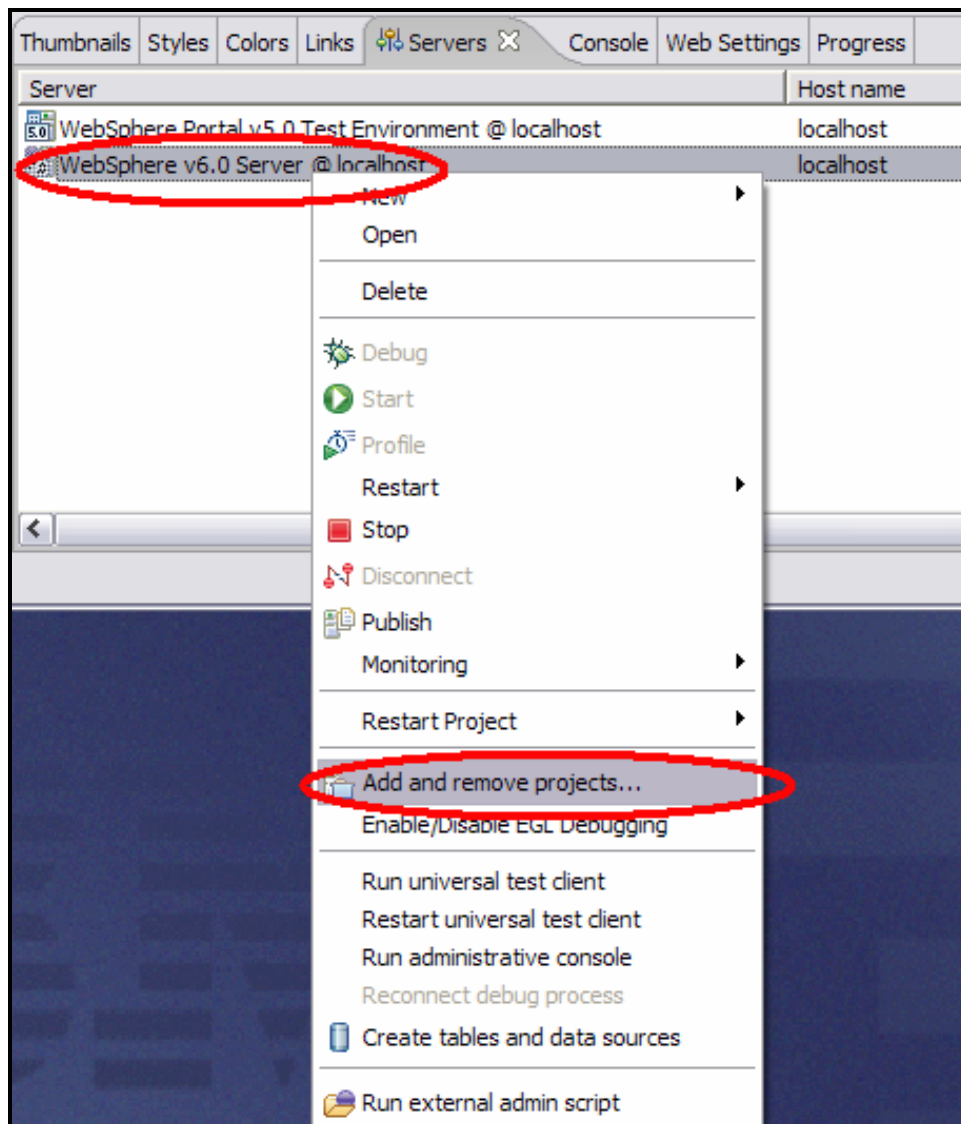 Thumbnails Styles Colors Links Servers Console Web Settings Progress
Server Host name
5.0 WebSphere Portal v5.0 Test Environment @ localhost localhost
WebSphere v6.0 Server @ localhost localhost
New
Open
Delete
Debug
Start
Profile
Restart
Stop
Disconnect
Publish
Monitoring
Restart Project
Add and remove projects...
Enable/Disable EGL Debugging
Run universal test client
Restart universal test client
Run administrative console
Reconnect debug process
Create tables and data sources
Run external admin script